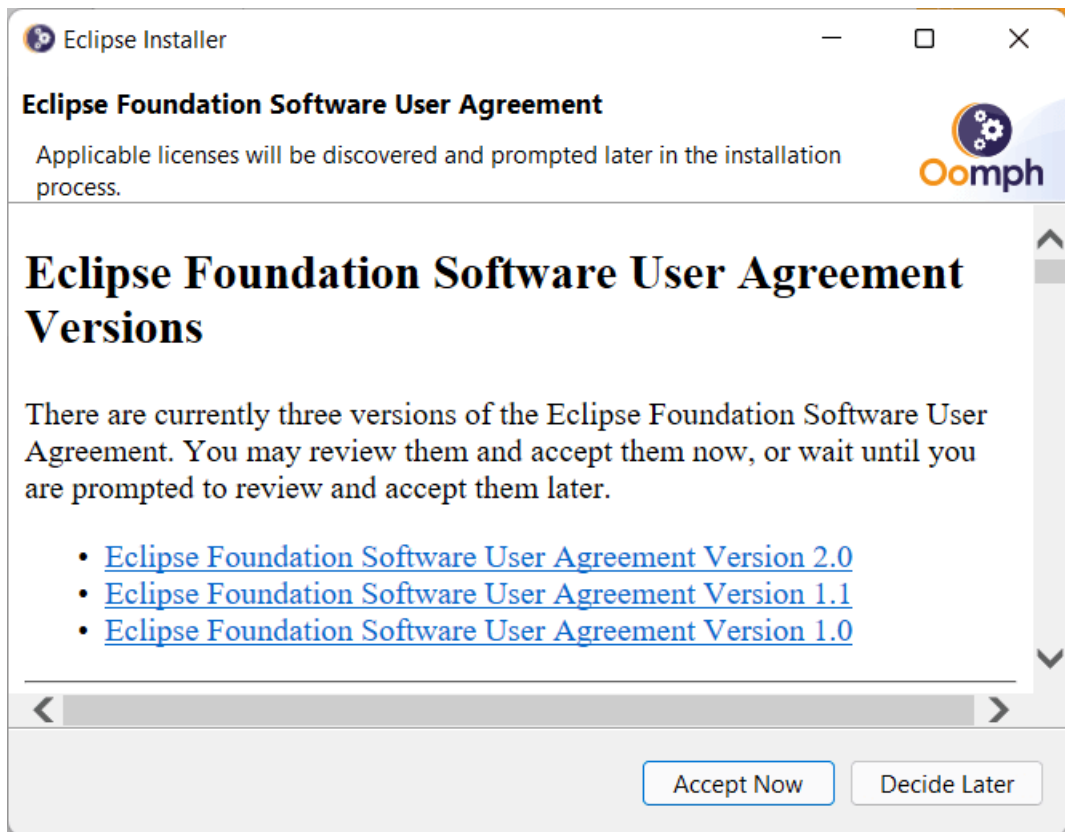 Eclipse Installer
Eclipse Foundation Software User Agreement
Applicable licenses will be discovered and prompted later in the installation
process.
Oomph
Eclipse Foundation Software User Agreement
Versions
There are currently three versions of the Eclipse Foundation Software User
Agreement. You may review them and accept them now, or wait until you
are prompted to review and accept them later.
• Eclipse Foundation Software User Agreement Version 2.0
• Eclipse Foundation Software User Agreement Version 1.1
• Eclipse Foundation Software User Agreement Version 1.0
Accept Now Decide Later